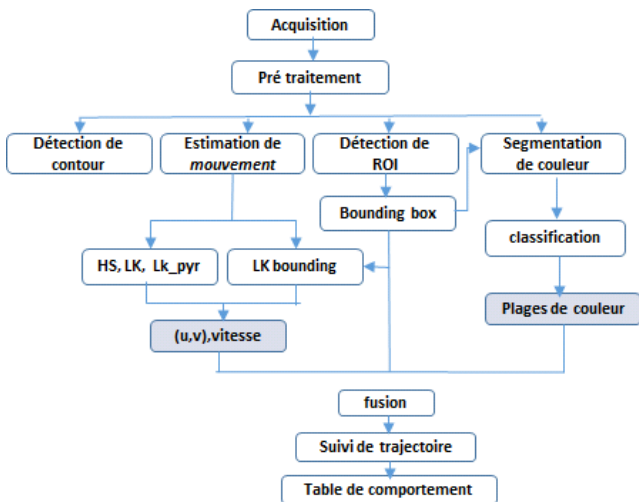 Acquisition
Pré traitement
Détection de
contour
Estimation de
mouvement
Détection de
ROI
Segmentation
de couleur
Bounding box
HS, LK, Lk_pyr
LK bounding
classification
(u,v),vitesse
Plages de couleur
fusion
Suivi de trajectoire
Table de comportement